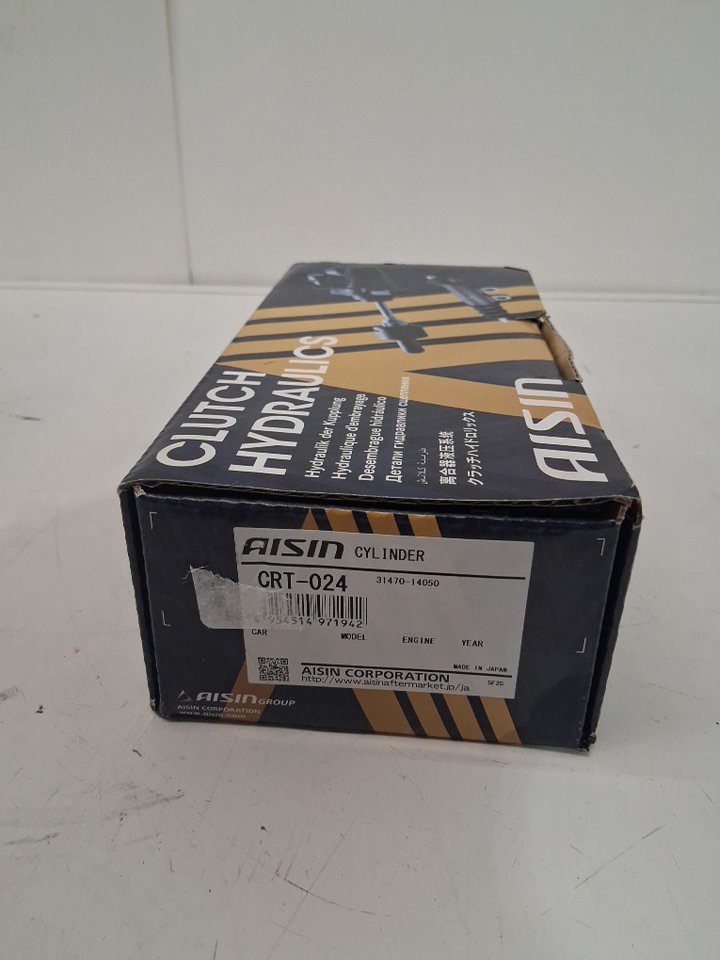 CLUTCH
HYDRAULICS
Hydraulik der Kupplung
Hydraulique d'embrayage
Desembrague hidráulico
Детали гидравлики сцепления
离合器液压系统
クラッチハイドロリックス
AISIN
AISIN CYLINDER
CRT-024 31470-14050
4 954514 971942
CAR MODEL ENGINE YEAR
MADE IN JAPAN
AISIN CORPORATION 5F26
http://www.aisinaftermarket.jp/ja
AISIN GROUP
AISIN CORPORATION
www.aisin.com